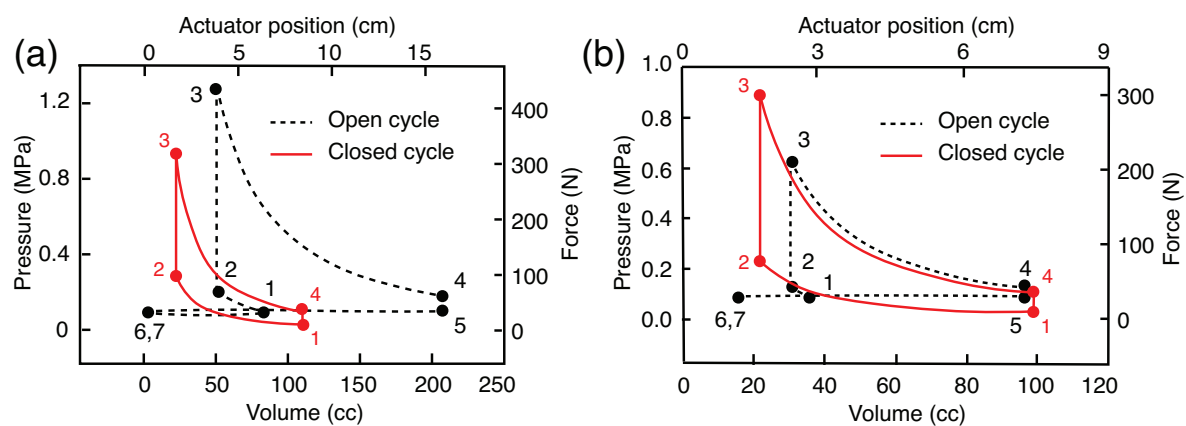 (a)
Actuator position (cm)
0 4 8 12 16
1.2
0.8
0.4
0
Pressure (MPa)
400
300
200
100
0
Force (N)
Open cycle
Closed cycle
3
3
2
2
1
4
4
5
1
6,7
0 50 100 150 200 250
Volume (cc)
(b)
Actuator position (cm)
0 3 6 9
1.0
0.8
0.6
0.4
0.2
0.0
Pressure (MPa)
300
200
100
0
Force (N)
Open cycle
Closed cycle
3
3
2
2
1
4
4
5
1
6,7
0 20 40 60 80 100 120
Volume (cc)